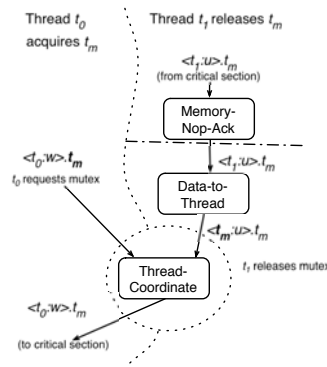 Thread t0 acquires tm
Thread t1 releases tm
<t1:u>.tm
(from critical section)
Memory-
Nop-Ack
<t1:u>.tm
<t0:w>.tm
t0 requests mutex
Data-to-
Thread
<tm:u>.tm
Thread-
Coordinate
t1 releases mutex
<t0:w>.tm
(to critical section)